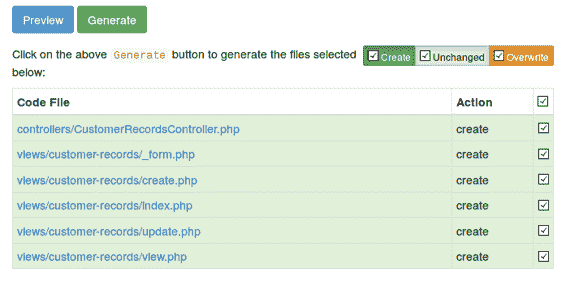 Preview Generate
Click on the above Generate button to generate the files selected Create Unchanged Overwrite
below:
Code File Action
controllers/CustomerRecordsController.php create
views/customer-records/_form.php create
views/customer-records/create.php create
views/customer-records/index.php create
views/customer-records/update.php create
views/customer-records/view.php create